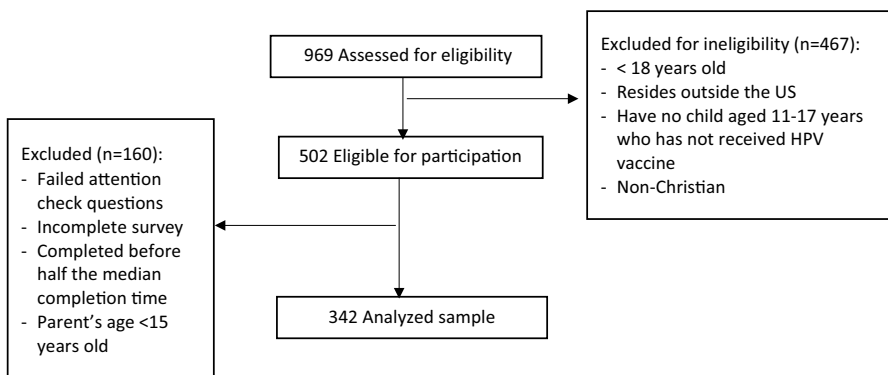 969 Assessed for eligibility
Excluded for ineligibility (n=467):
- < 18 years old
- Resides outside the US
- Have no child aged 11-17 years
who has not received HPV
vaccine
- Non-Christian
502 Eligible for participation
Excluded (n=160):
- Failed attention
check questions
- Incomplete survey
- Completed before
half the median
completion time
- Parent's age <15
years old
342 Analyzed sample